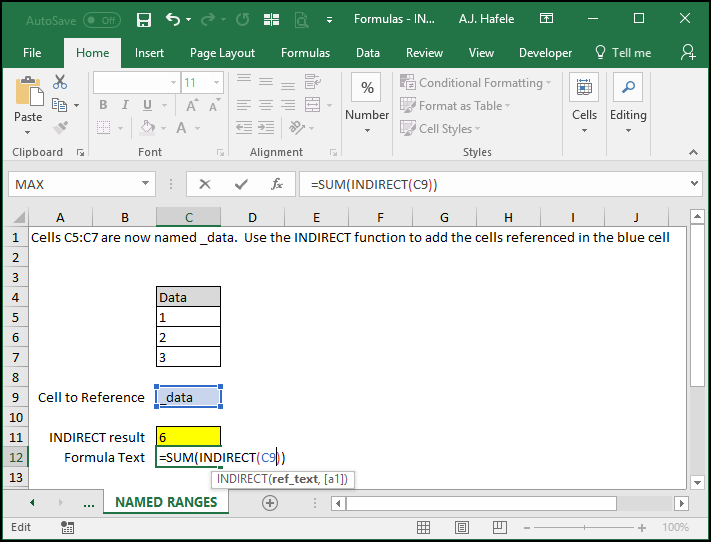 AutoSave Off Formulas - IN... A.J. Hafele
File Home Insert Page Layout Formulas Data Review View Developer Tell me
Paste 11 % Number Conditional Formatting Cells Editing
B I U A A Format as Table
A Cell Styles
Clipboard Font Alignment Styles
MAX fx =SUM(INDIRECT(C9))
A B C D E F G H I J
1 Cells C5:C7 are now named _data. Use the INDIRECT function to add the cells referenced in the blue cell
2
3
4 Data
5 1
6 2
7 3
8
9 Cell to Reference _data
10
11 INDIRECT result 6
12 Formula Text =SUM(INDIRECT(C9))
13 INDIRECT(ref_text, [a1])
... NAMED RANGES
Edit 100%